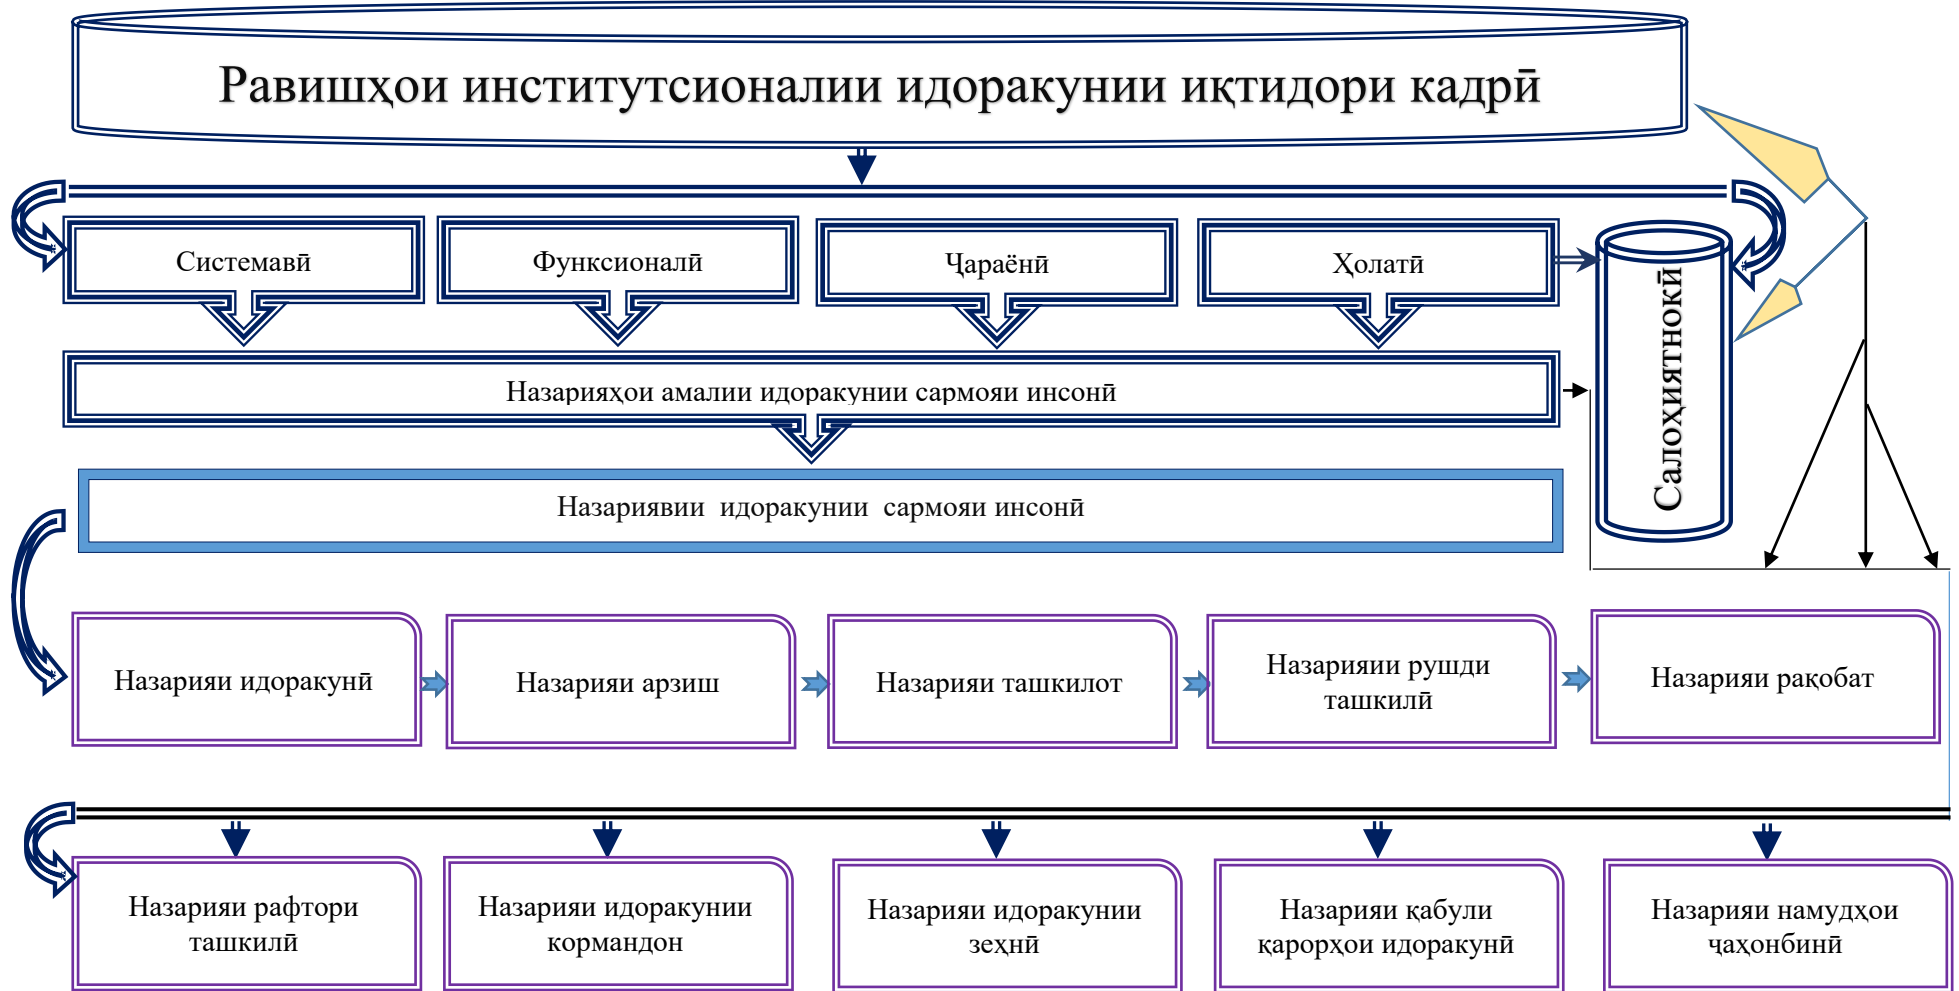 Равишҳои институтсионалии идоракунии иқтидори кадрӣ
Системавӣ
Функсионалӣ
Ҷараёнӣ
Ҳолатӣ
Салоҳиятнокӣ
Назарияҳои амалии идоракунии сармояи инсонӣ
Назариявии идоракунии сармояи инсонӣ
Назарияи идоракунӣ
Назарияи арзиш
Назарияи ташкилот
Назарияии рушди
ташкилӣ
Назарияи рақобат
Назарияи рафтори
ташкилӣ
Назарияи идоракунии
кормандон
Назарияи идоракунии
зеҳнӣ
Назарияи қабули
қарорҳои идоракунӣ
Назарияи намудҳои
ҷаҳонбинӣ